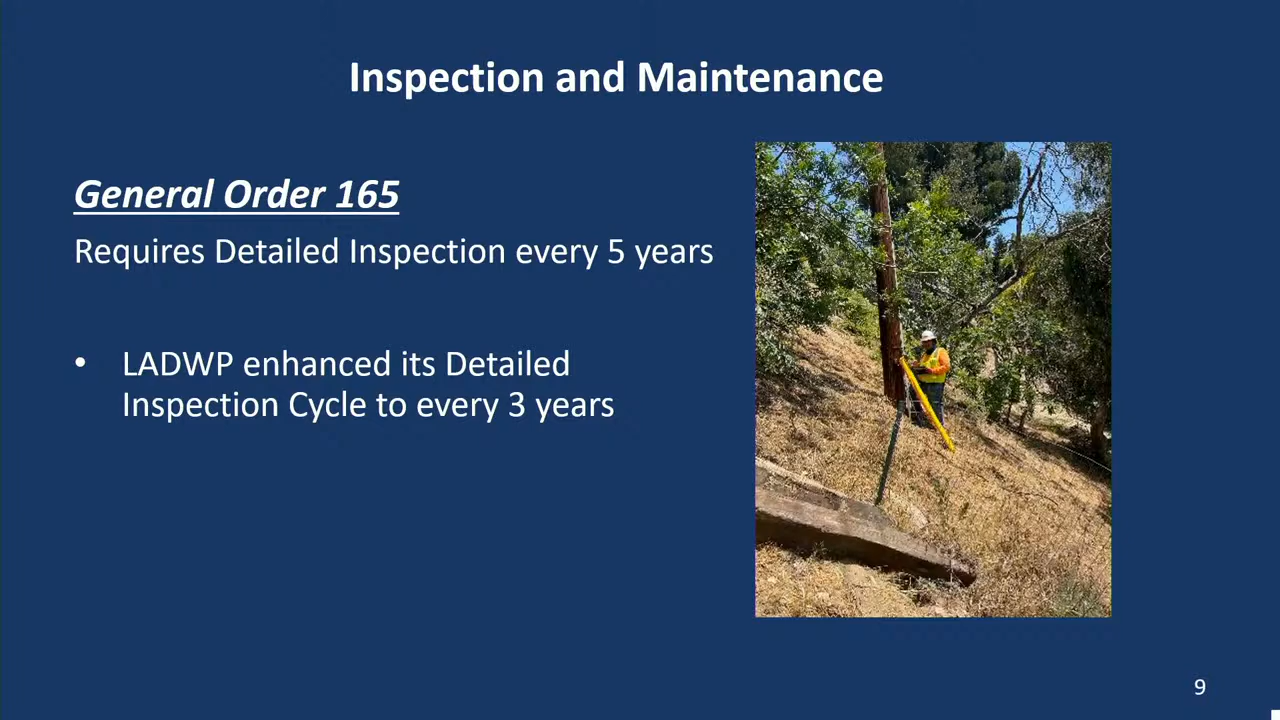 Inspection and Maintenance
General Order 165
Requires Detailed Inspection every 5 years
• LADWP enhanced its Detailed
Inspection Cycle to every 3 years
9